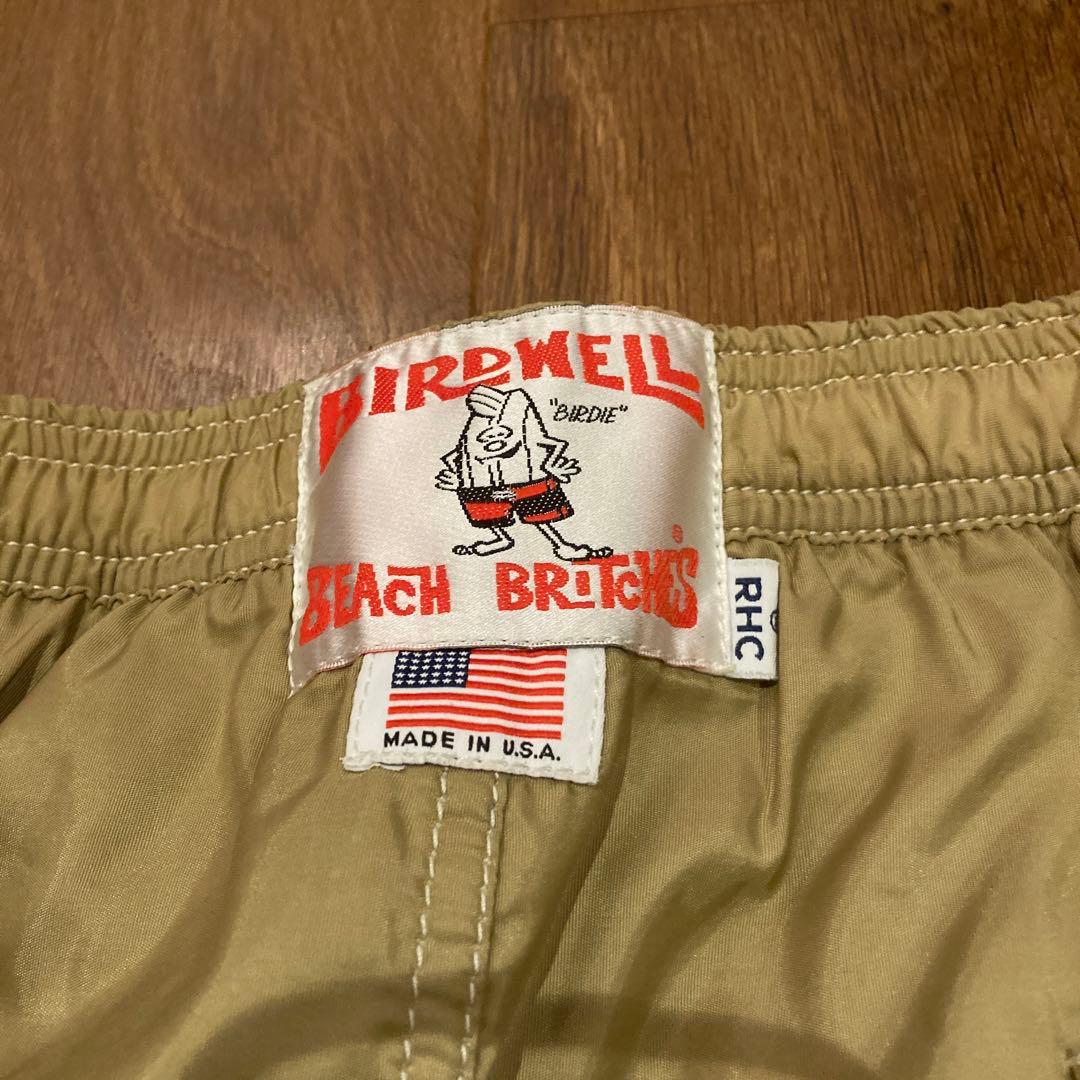 BIRDWELL
"BIRDIE"
BEACH BRITCHES
®
RHC
MADE IN U.S.A.